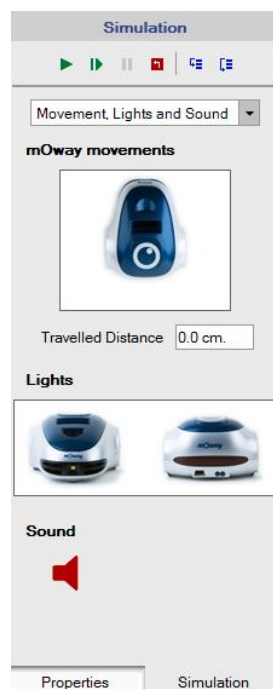 Simulation
Movement, Lights and Sound
mOway movements
Travelled Distance 0.0 cm.
Lights
Sound
Properties Simulation